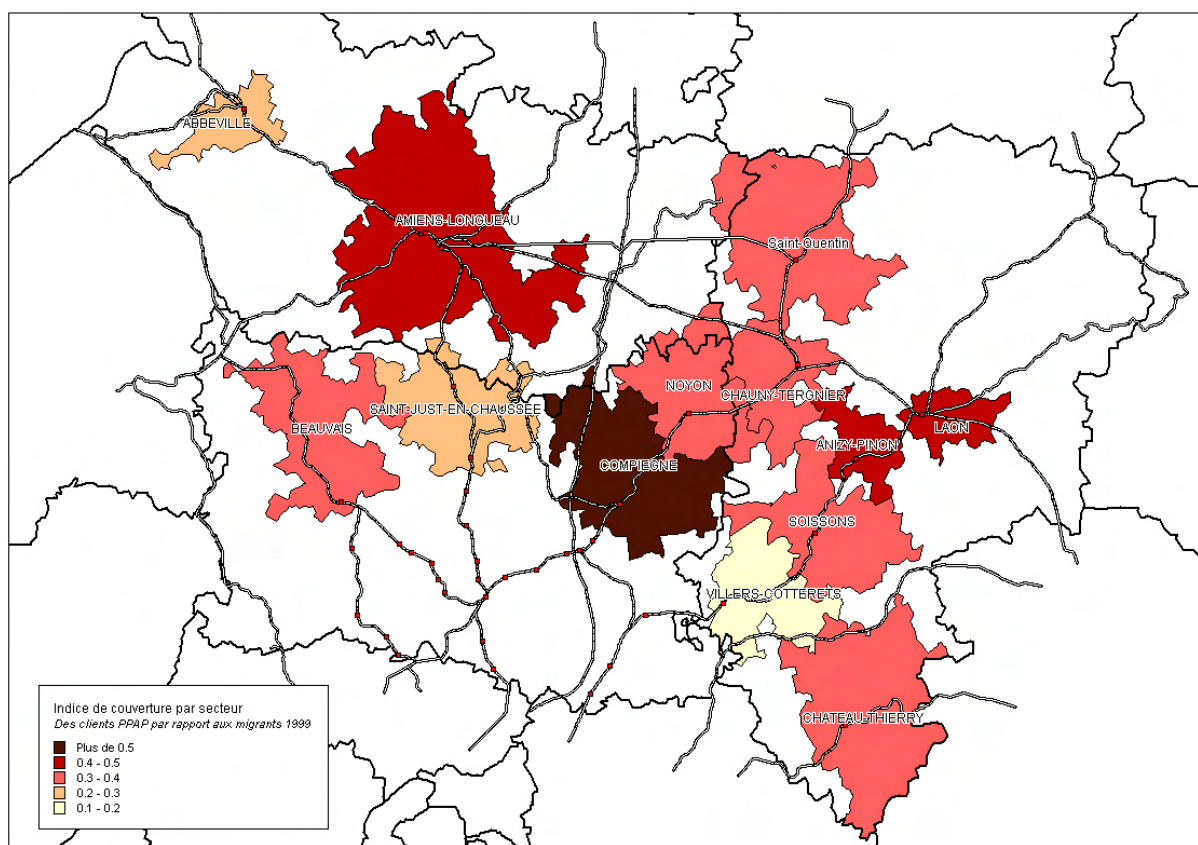 ABBEVILLE
AMIENS-LONGUEAU
Saint-Quentin
NOYON
CHAUNY-TERGNIER
SAINT-JUST-EN-CHAUSSEE
BEAUVAIS
LAON
ANIZY-PINON
COMPIEGNE
SOISSONS
VILLERS-COTTERETS
CHATEAU-THIERRY
Indice de couverture par secteur
Des clients PPAP par rapport aux migrants 1999
Plus de 0.5
0.4 - 0.5
0.3 - 0.4
0.2 - 0.3
0.1 - 0.2